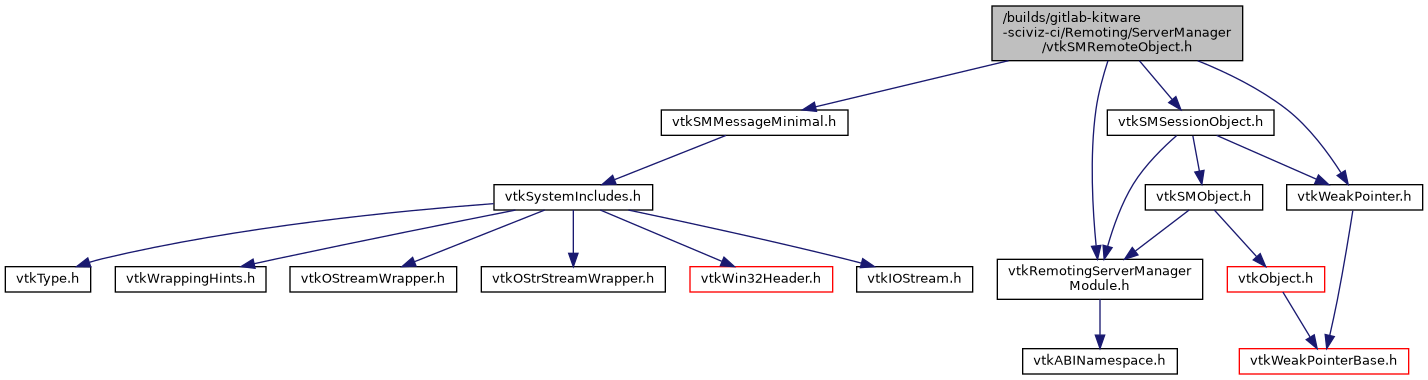 /builds/gitlab-kitware
-sciviz-ci/Remoting/ServerManager
/vtkSMRemoteObject.h
vtkSMMessageMinimal.h
vtkSMSessionObject.h
vtkSystemIncludes.h
vtkSMObject.h
vtkWeakPointer.h
vtkType.h
vtkWrappingHints.h
vtkOStreamWrapper.h
vtkOStrStreamWrapper.h
vtkWin32Header.h
vtkIOStream.h
vtkRemotingServerManager
Module.h
vtkObject.h
vtkABINamespace.h
vtkWeakPointerBase.h